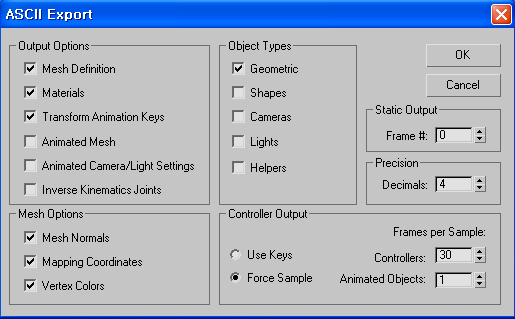 ASCII Export
Output Options
Mesh Definition
Materials
Transform Animation Keys
Animated Mesh
Animated Camera/Light Settings
Inverse Kinematics Joints
Object Types
Geometric
Shapes
Cameras
Lights
Helpers
OK
Cancel
Static Output
Frame #: 0
Precision
Decimals: 4
Mesh Options
Mesh Normals
Mapping Coordinates
Vertex Colors
Controller Output
Use Keys
Force Sample
Frames per Sample:
Controllers: 30
Animated Objects: 1